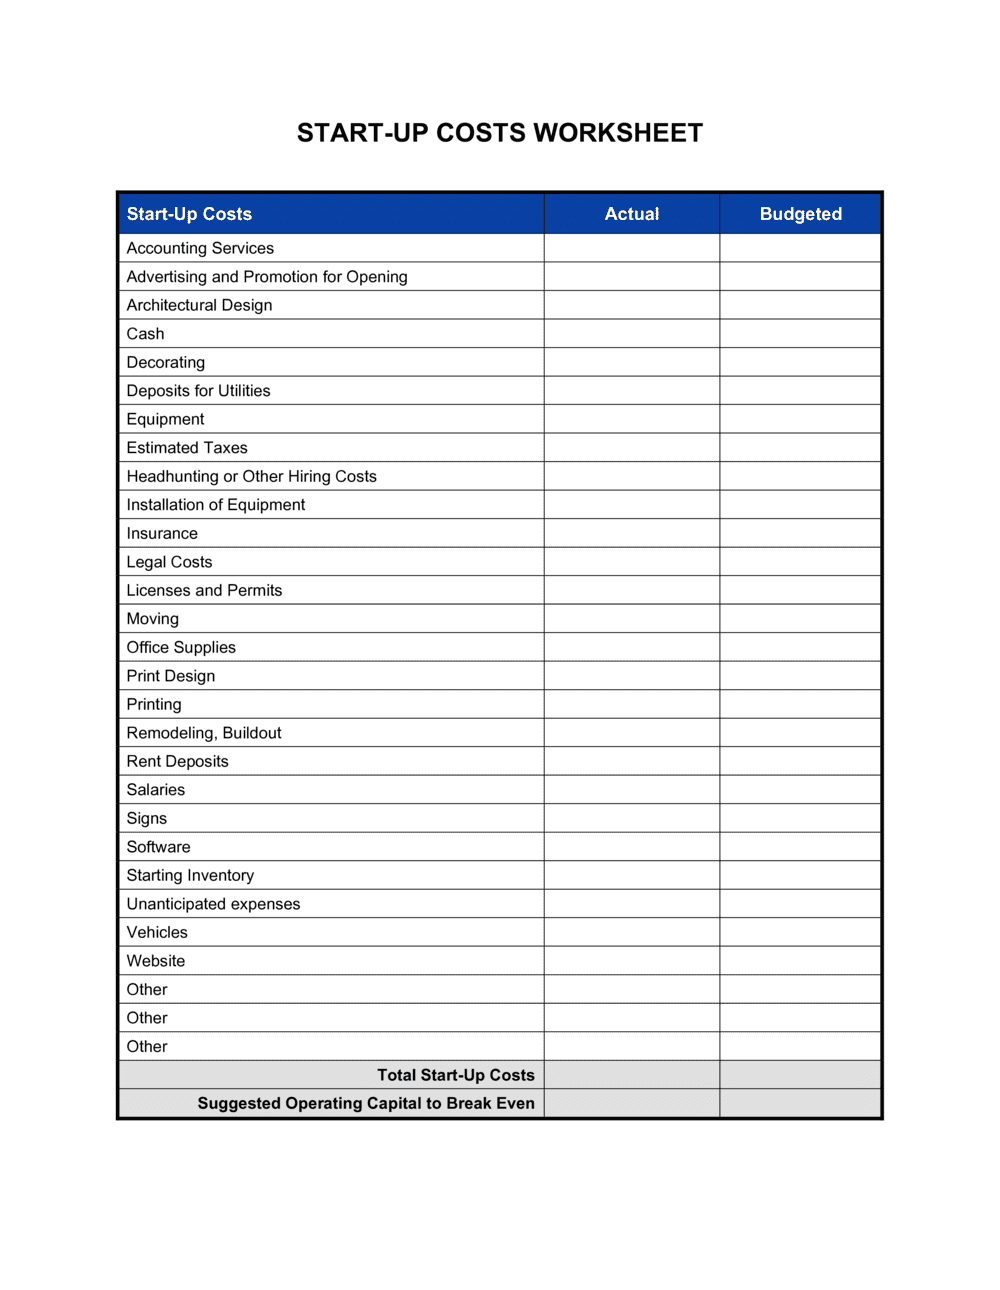 START-UP COSTS WORKSHEET
Start-Up Costs Actual Budgeted
Accounting Services
Advertising and Promotion for Opening
Architectural Design
Cash
Decorating
Deposits for Utilities
Equipment
Estimated Taxes
Headhunting or Other Hiring Costs
Installation of Equipment
Insurance
Legal Costs
Licenses and Permits
Moving
Office Supplies
Print Design
Printing
Remodeling, Buildout
Rent Deposits
Salaries
Signs
Software
Starting Inventory
Unanticipated expenses
Vehicles
Website
Other
Other
Other
Total Start-Up Costs
Suggested Operating Capital to Break Even